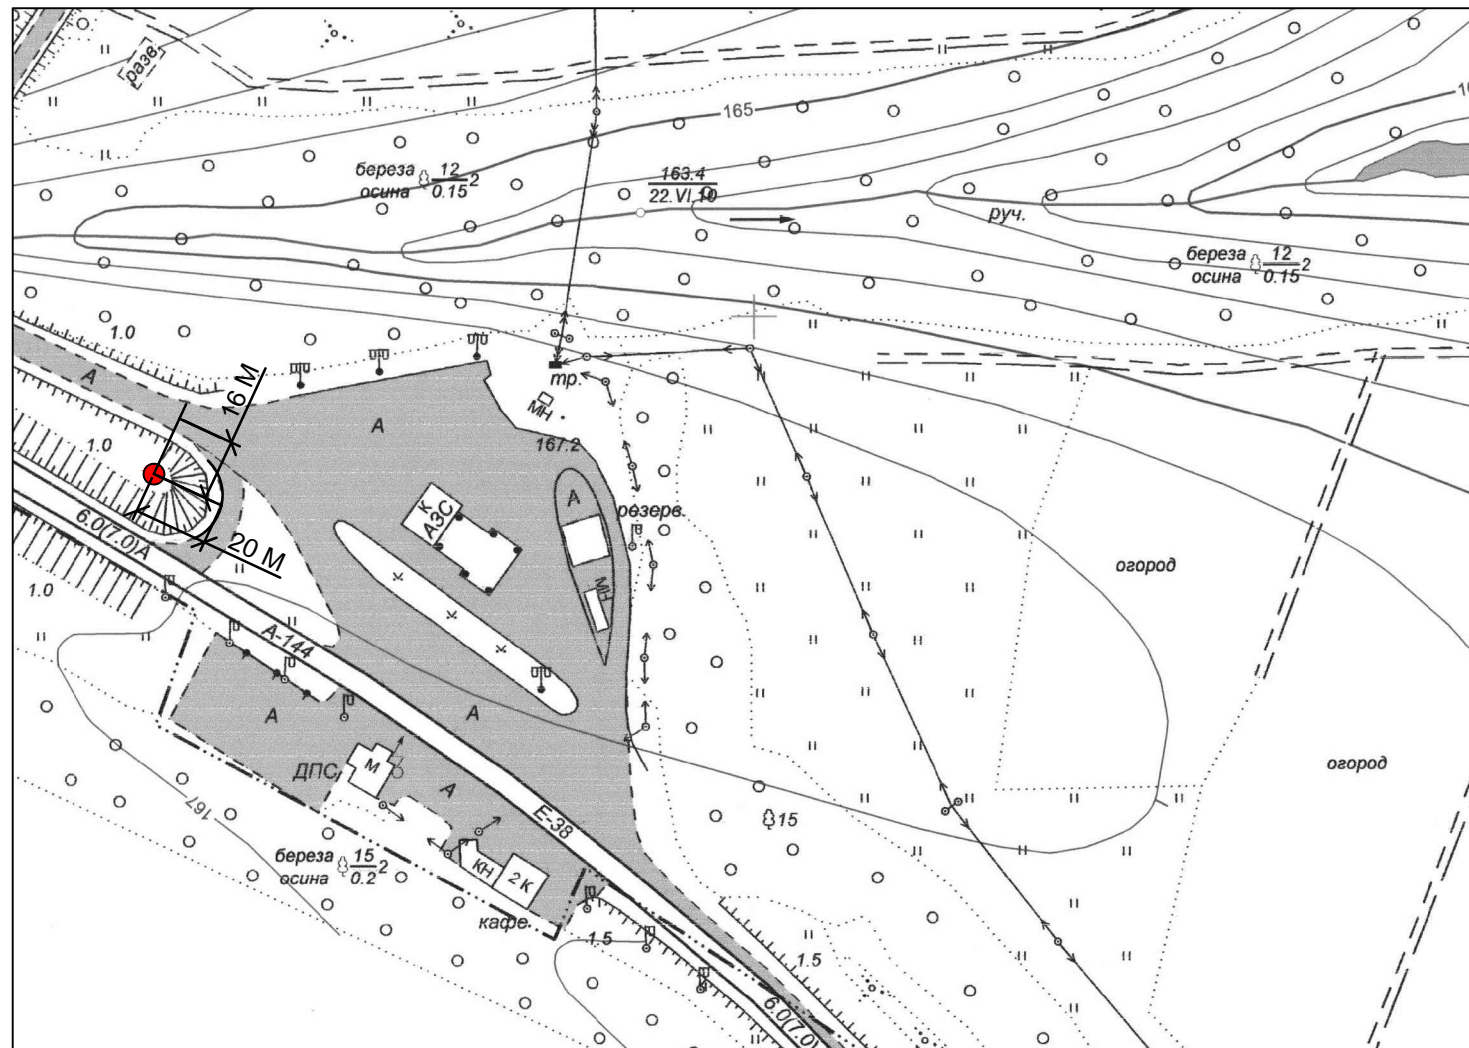 разв.
165
береза 12 2
осина 0.15
163.4
22.VI.10
руч.
береза 12 2
осина 0.15
1.0
А
16 М
тр.
МН
А
167.2
1.0
К
АЗС
А
резерв.
6.0(7.0)А
20 М
МН
огород
1.0
А-144
А
А
огород
ДПС
М
А
167
Е-38
15
береза 15 2
осина 0.2
КН
2К
кафе
1.5
1.5
6.0(7.0)